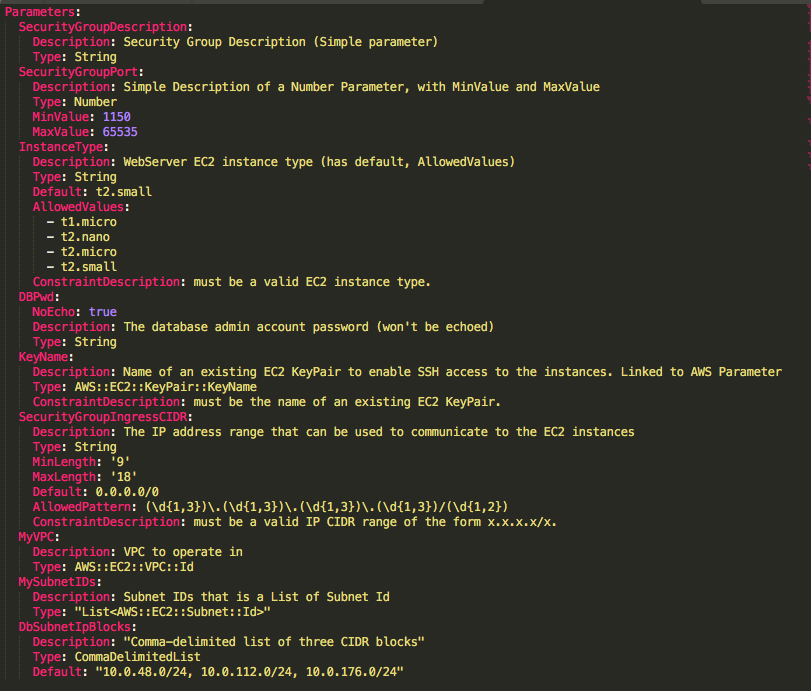 Parameters:
  SecurityGroupDescription:
    Description: Security Group Description (Simple parameter)
    Type: String
  SecurityGroupPort:
    Description: Simple Description of a Number Parameter, with MinValue and MaxValue
    Type: Number
    MinValue: 1150
    MaxValue: 65535
  InstanceType:
    Description: WebServer EC2 instance type (has default, AllowedValues)
    Type: String
    Default: t2.small
    AllowedValues:
      - t1.micro
      - t2.nano
      - t2.micro
      - t2.small
    ConstraintDescription: must be a valid EC2 instance type.
  DBPwd:
    NoEcho: true
    Description: The database admin account password (won't be echoed)
    Type: String
  KeyName:
    Description: Name of an existing EC2 KeyPair to enable SSH access to the instances. Linked to AWS Parameter
    Type: AWS::EC2::KeyPair::KeyName
    ConstraintDescription: must be the name of an existing EC2 KeyPair.
  SecurityGroupIngressCIDR:
    Description: The IP address range that can be used to communicate to the EC2 instances
    Type: String
    MinLength: '9'
    MaxLength: '18'
    Default: 0.0.0.0/0
    AllowedPattern: (\d{1,3})\.(\d{1,3})\.(\d{1,3})\.(\d{1,3})/(\d{1,2})
    ConstraintDescription: must be a valid IP CIDR range of the form x.x.x.x/x.
  MyVPC:
    Description: VPC to operate in
    Type: AWS::EC2::VPC::Id
  MySubnetIDs:
    Description: Subnet IDs that is a List of Subnet Id
    Type: "List<AWS::EC2::Subnet::Id>"
  DbSubnetIpBlocks:
    Description: "Comma-delimited list of three CIDR blocks"
    Type: CommaDelimitedList
    Default: "10.0.48.0/24, 10.0.112.0/24, 10.0.176.0/24"